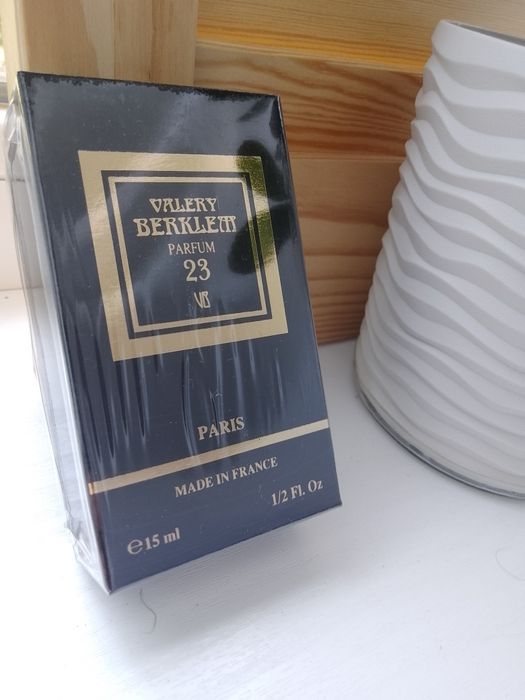 VALERY
BERKLEM
PARFUM
23
VB
PARIS
MADE IN FRANCE
1/2 Fl. Oz
℮15 ml